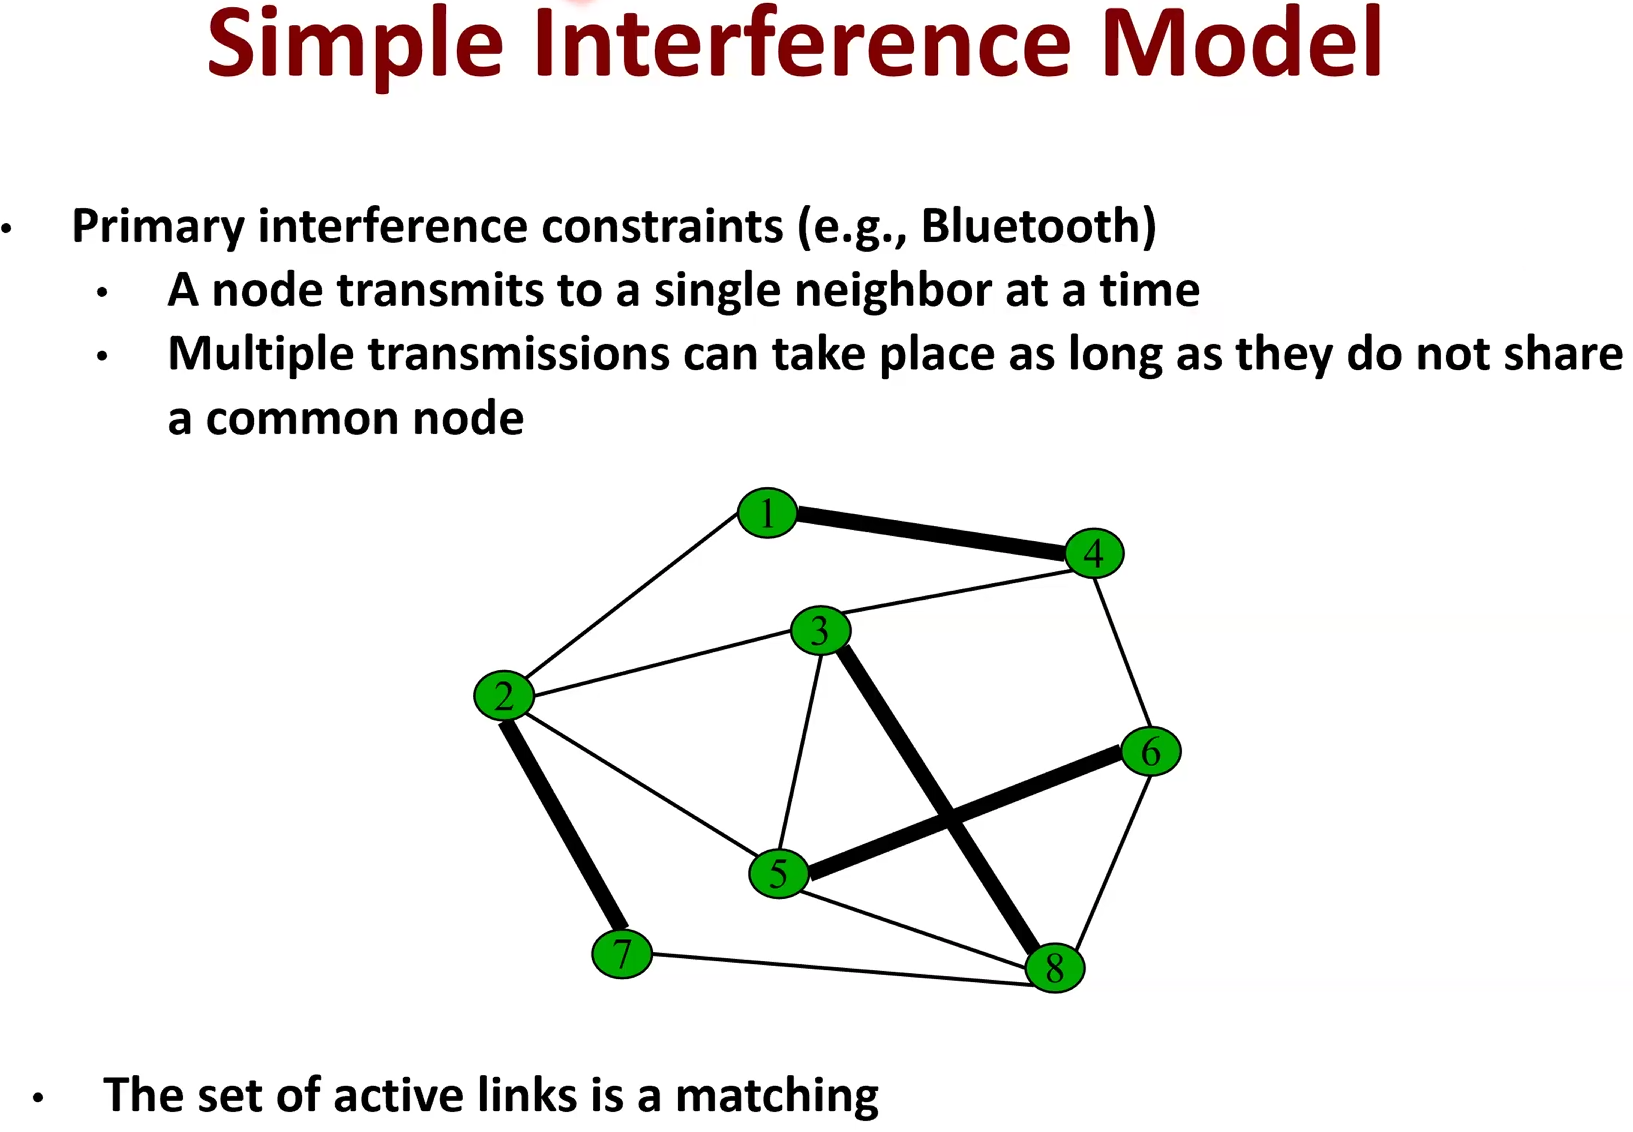 Simple Interference Model
• Primary interference constraints (e.g., Bluetooth)
• A node transmits to a single neighbor at a time
• Multiple transmissions can take place as long as they do not share
a common node
1
4
3
2
6
5
7
8
• The set of active links is a matching